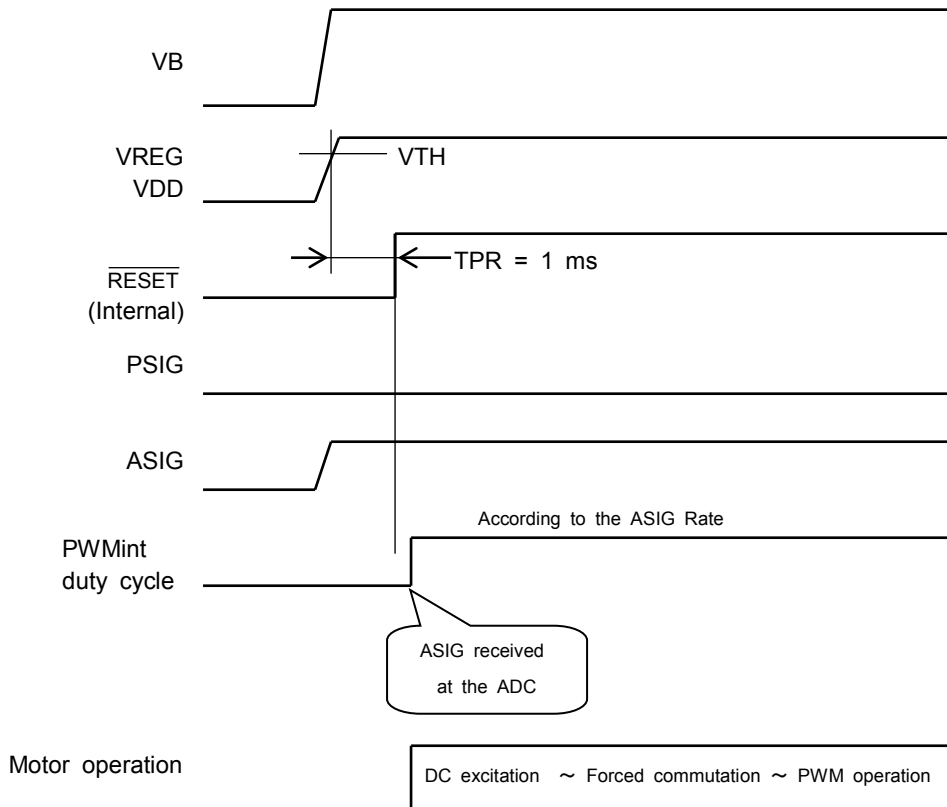 VB
VREG
VDD
VTH
RESET
(Internal)
TPR = 1 ms
PSIG
ASIG
According to the ASIG Rate
PWMint
duty cycle
ASIG received
at the ADC
Motor operation
DC excitation ～ Forced commutation ～ PWM operation